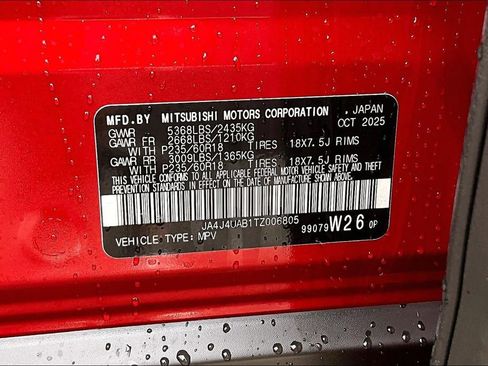 MFD.BY MITSUBISHI MOTORS CORPORATION JAPAN
GVWR 5368LBS/2435KG OCT 2025
GAWR FR 2668LBS/1210KG
WITH P235/60R18 TIRES 18X7.5J RIMS
GAWR RR 3009LBS/1365KG
WITH P235/60R18 TIRES 18X7.5J RIMS
THIS VEHICLE CONFORMS TO ALL APPLICABLE FEDERAL MOTOR VEHICLE SAFETY AND THEFT PREVENTION STANDARDS IN EFFECT ON THE DATE OF MANUFACTURE SHOWN ABOVE.
JA4J4UAB1TZ006805
VEHICLE TYPE: MPV 99079 W26 0P